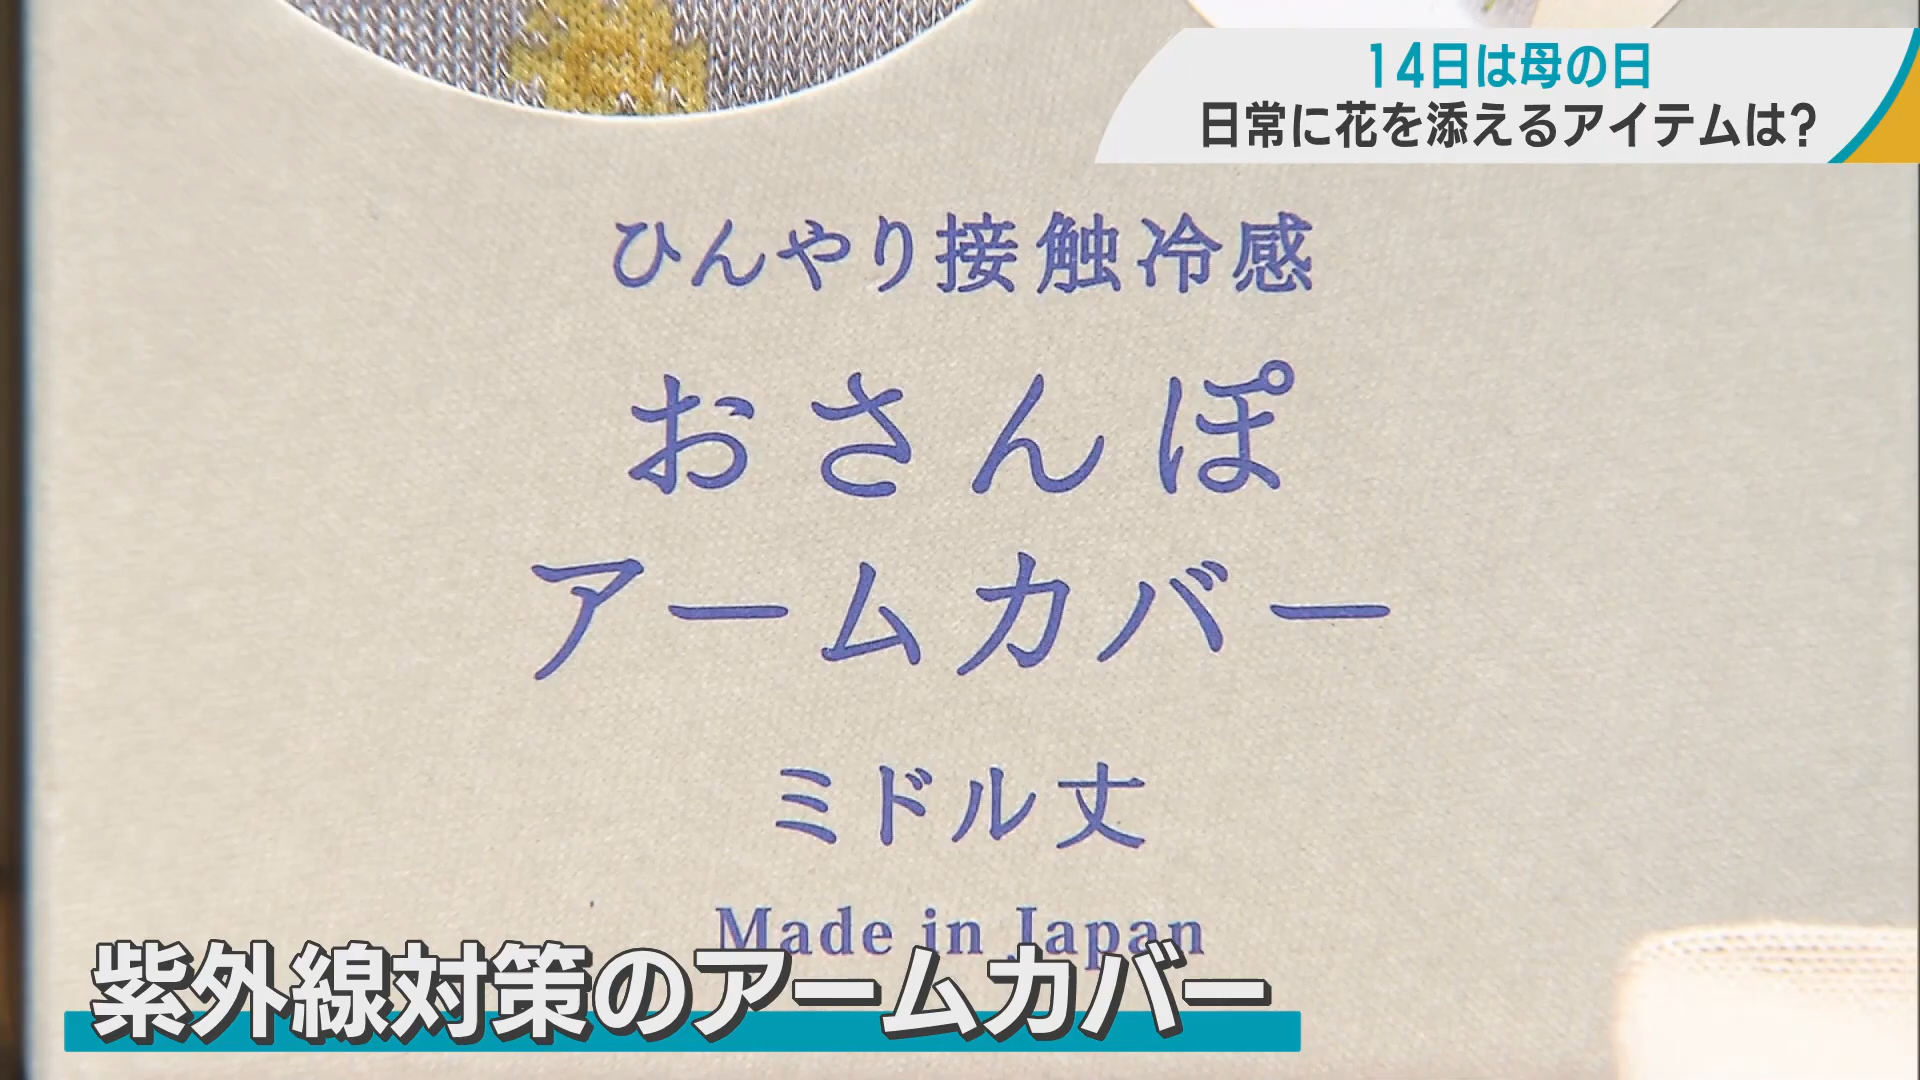 14日は母の日
日常に花を添えるアイテムは?
ひんやり接触冷感
おさんぽ
アームカバー
ミドル丈
Made in Japan
紫外線対策のアームカバー